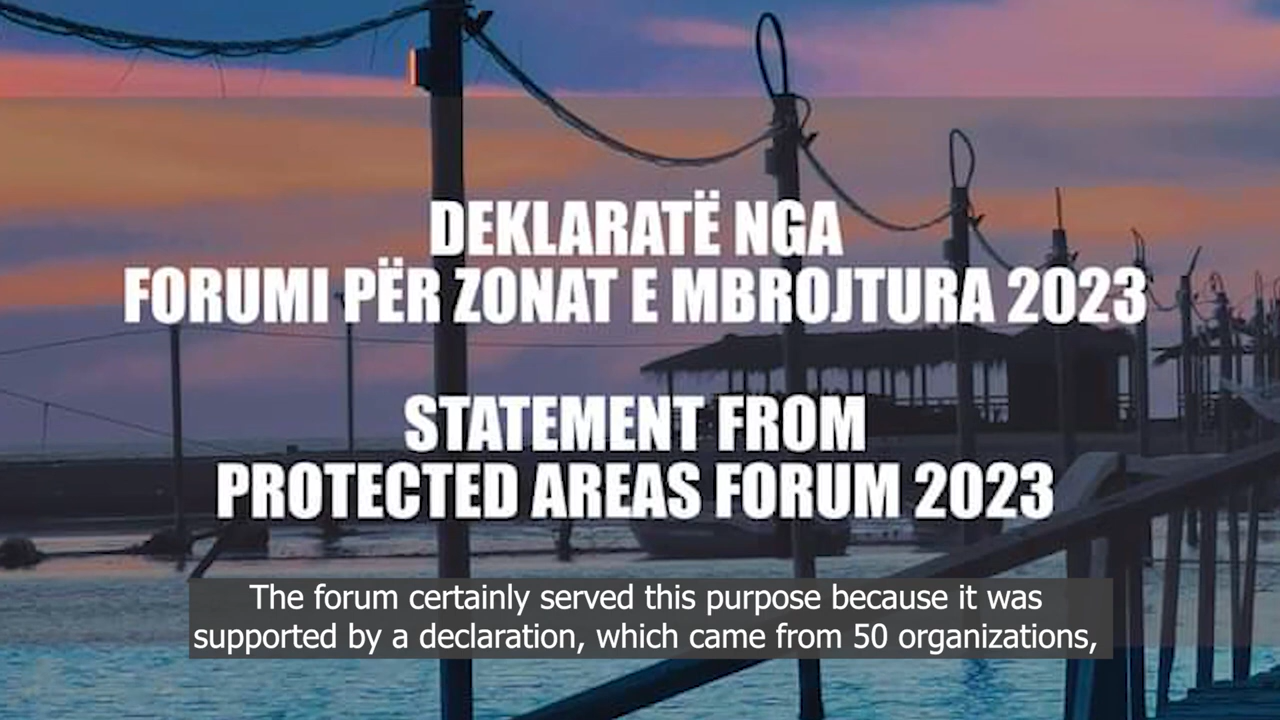 DEKLARATË NGA
FORUMI PËR ZONAT E MBROJTURA 2023
STATEMENT FROM
PROTECTED AREAS FORUM 2023
The forum certainly served this purpose because it was
supported by a declaration, which came from 50 organizations,